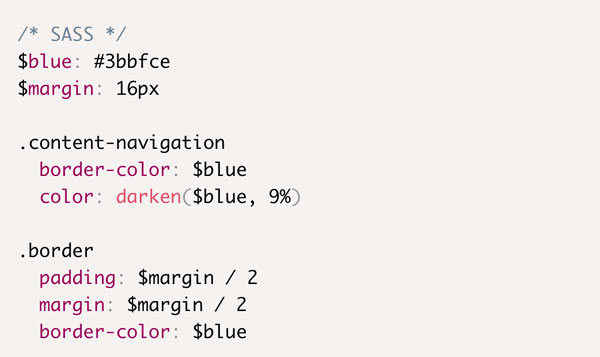 /* SASS */
$blue: #3bbfce
$margin: 16px

.content-navigation
  border-color: $blue
  color: darken($blue, 9%)

.border
  padding: $margin / 2
  margin: $margin / 2
  border-color: $blue